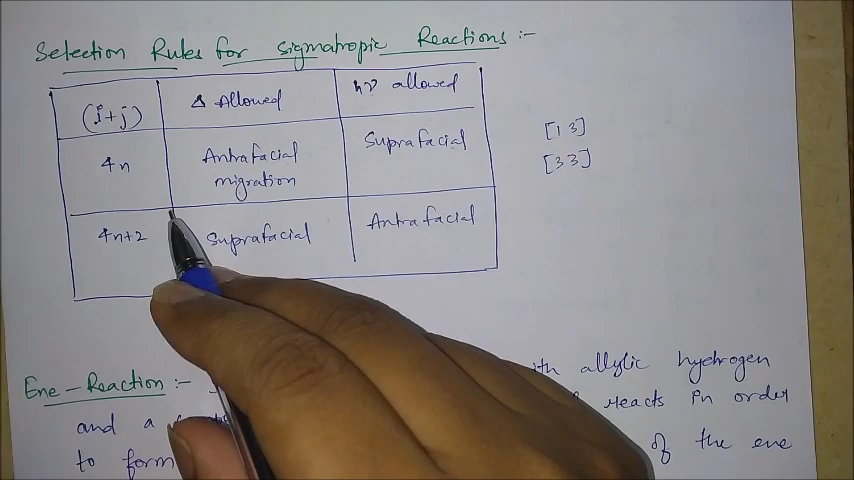 Selection Rules for Sigmatropic Reactions :-
(i+j) Δ Allowed hν allowed
4n Antrafacial migration Suprafacial
4n+2 Suprafacial Antrafacial
[1 3]
[3 3]
Ene-Reaction :- with allylic hydrogen
and a reacts in order
to form of the ene